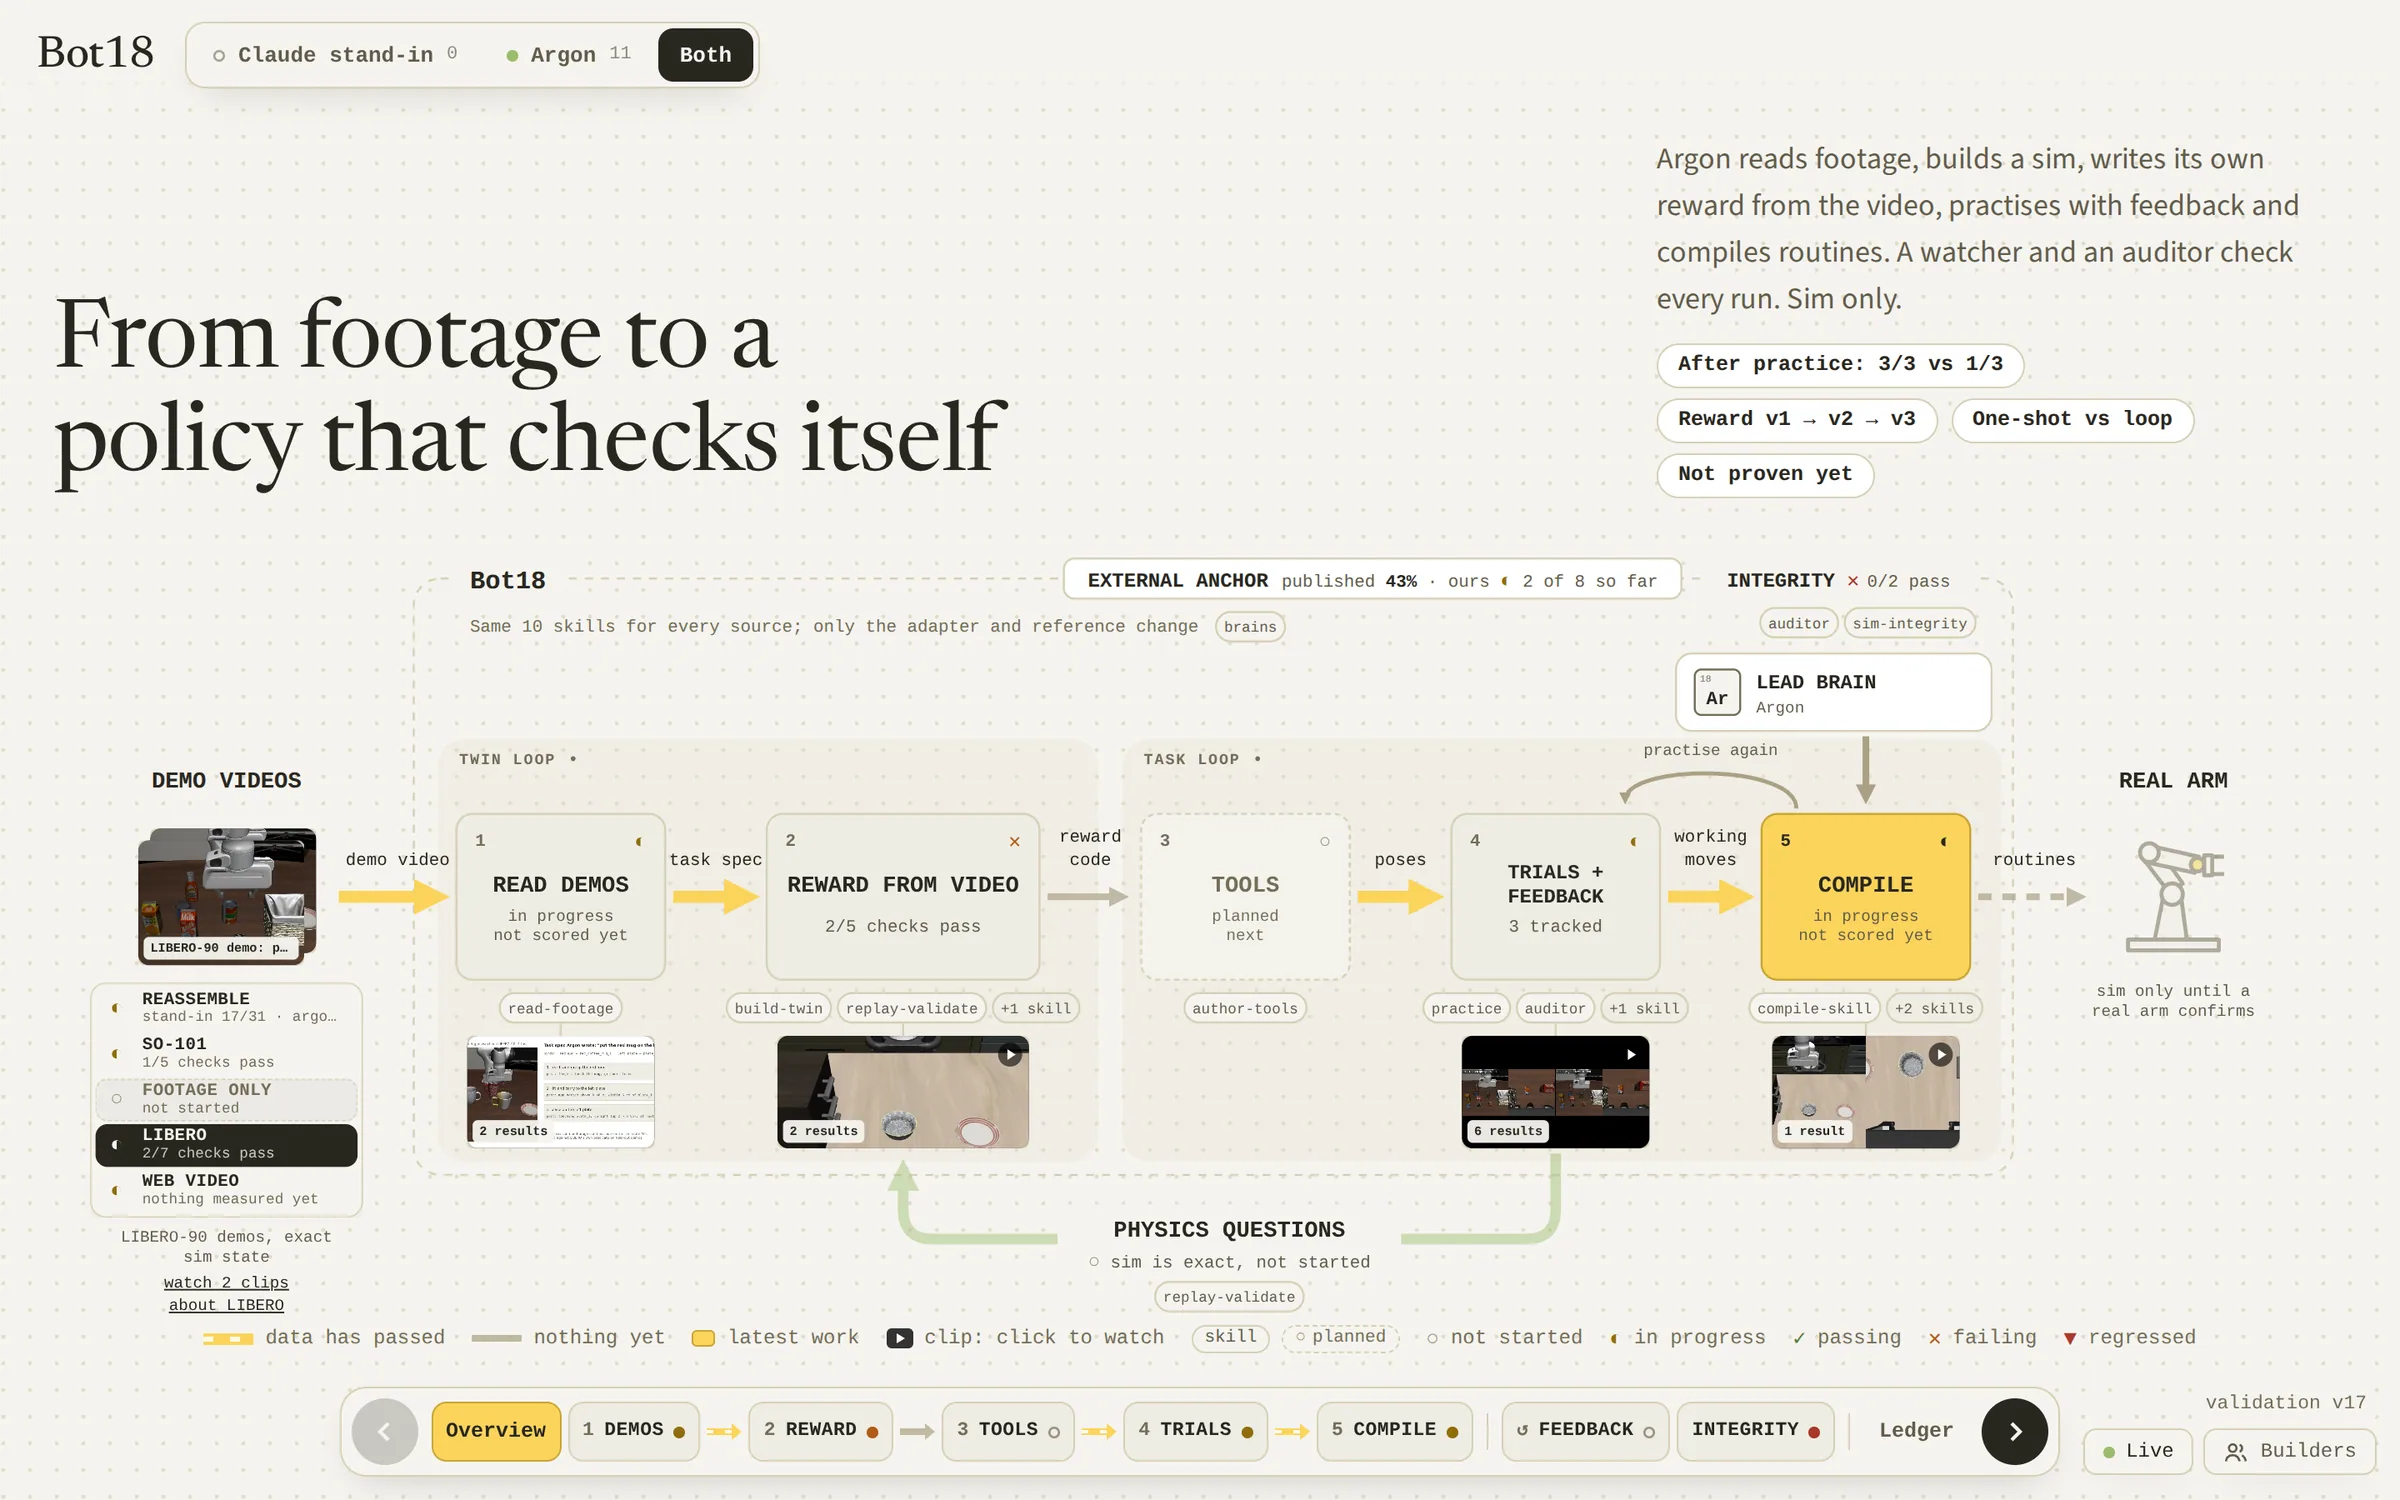 Bot18
Claude stand-in 0
Argon 11
Both
Argon reads footage, builds a sim, writes its own
reward from the video, practises with feedback and
compiles routines. A watcher and an auditor check
every run. Sim only.
From footage to a
policy that checks itself
After practice: 3/3 vs 1/3
Reward v1 → v2 → v3
One-shot vs loop
Not proven yet
Bot18
EXTERNAL ANCHOR published 43% · ours ◐ 2 of 8 so far
INTEGRITY ✕ 0/2 pass
Same 10 skills for every source; only the adapter and reference change
brains
auditor
sim-integrity
18
Ar
LEAD BRAIN
Argon
TWIN LOOP •
TASK LOOP •
practise again
DEMO VIDEOS
REAL ARM
LIBERO-90 demo: p…
demo video
1
READ DEMOS
in progress
not scored yet
task spec
2 ✕
REWARD FROM VIDEO
2/5 checks pass
reward
code
3
TOOLS
planned
next
poses
4
TRIALS +
FEEDBACK
3 tracked
working
moves
5
COMPILE
in progress
not scored yet
routines
sim only until a
real arm confirms
read-footage
build-twin
replay-validate
+1 skill
author-tools
practice
auditor
+1 skill
compile-skill
+2 skills
2 results
2 results
6 results
1 result
REASSEMBLE
stand-in 17/31 · argo…
SO-101
1/5 checks pass
FOOTAGE ONLY
not started
LIBERO
2/7 checks pass
WEB VIDEO
nothing measured yet
LIBERO-90 demos, exact
sim state
watch 2 clips
about LIBERO
PHYSICS QUESTIONS
○ sim is exact, not started
replay-validate
data has passed
nothing yet
latest work
clip: click to watch
skill
○ planned
○ not started
◐ in progress
✓ passing
✕ failing
▼ regressed
Overview
1 DEMOS
2 REWARD
3 TOOLS
4 TRIALS
5 COMPILE
↺ FEEDBACK
INTEGRITY
Ledger
validation v17
Live
Builders